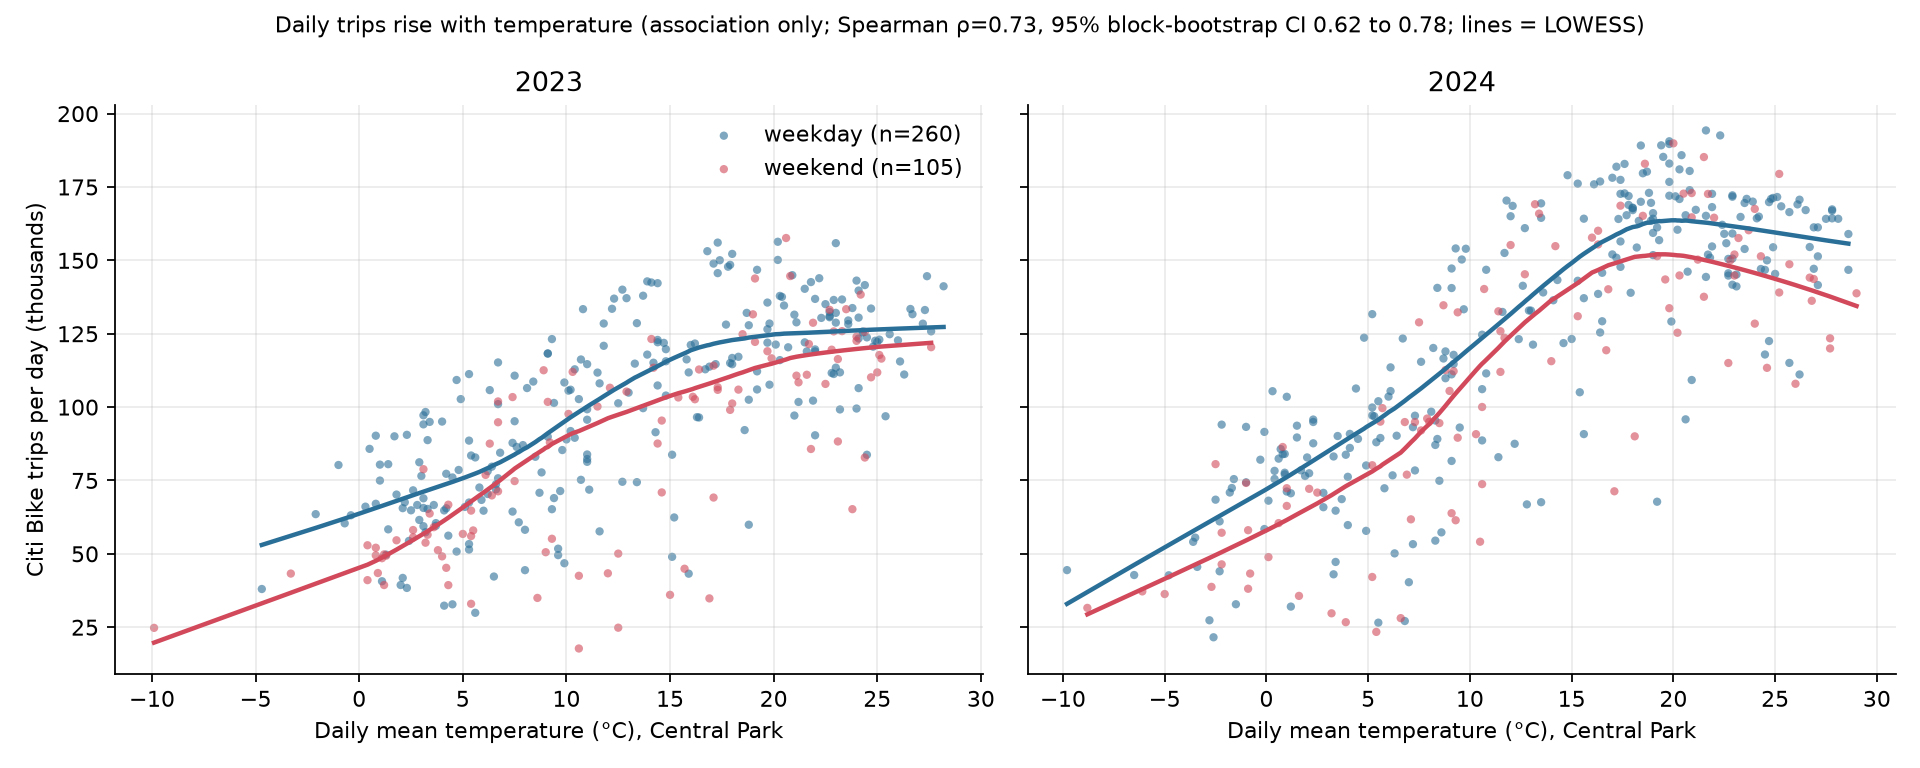 Daily trips rise with temperature (association only; Spearman ρ=0.73, 95% block-bootstrap CI 0.62 to 0.78; lines = LOWESS)
2023
2024
Citi Bike trips per day (thousands)
200
175
150
125
100
75
50
25
weekday (n=260)
weekend (n=105)
−10 −5 0 5 10 15 20 25 30
−10 −5 0 5 10 15 20 25 30
Daily mean temperature (°C), Central Park
Daily mean temperature (°C), Central Park